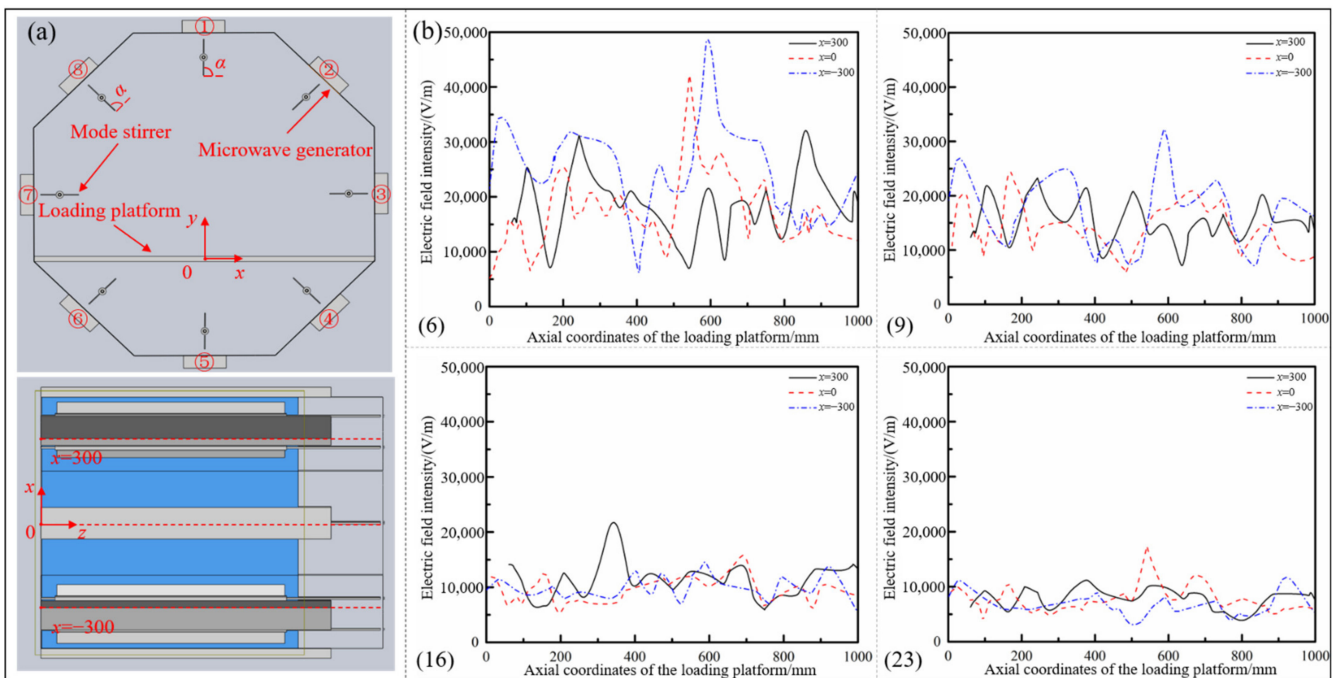 (a)
①
②
③
④
⑤
⑥
⑦
⑧
α
α
Mode stirrer
Microwave generator
Loading platform
y
x
0
x=300
x
0
z
x=−300
(b)
50,000
40,000
30,000
20,000
10,000
0
Electric field intensity/(V/m)
x=300
x=0
x=−300
0 200 400 600 800 1000
Axial coordinates of the loading platform/mm
(6)
50,000
40,000
30,000
20,000
10,000
0
Electric field intensity/(V/m)
x=300
x=0
x=−300
0 200 400 600 800 1000
Axial coordinates of the loading platform/mm
(9)
50,000
40,000
30,000
20,000
10,000
0
Electric field intensity/(V/m)
x=300
x=0
x=−300
0 200 400 600 800 1000
Axial coordinates of the loading platform/mm
(16)
50,000
40,000
30,000
20,000
10,000
0
Electric field intensity/(V/m)
x=300
x=0
x=−300
0 200 400 600 800 1000
Axial coordinates of the loading platform/mm
(23)